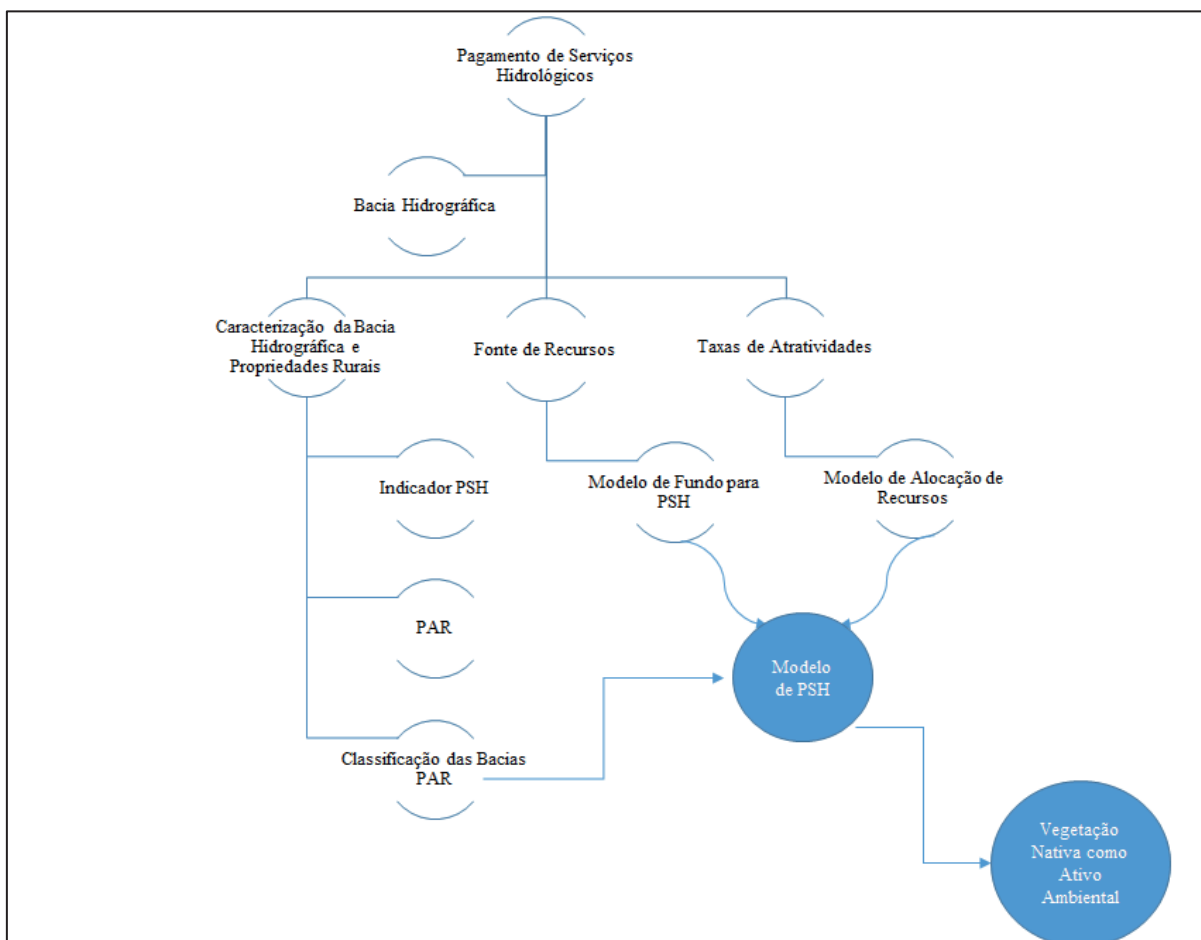 Pagamento de Serviços
Hidrológicos
Bacia Hidrográfica
Caracterização da Bacia
Hidrográfica e
Propriedades Rurais
Fonte de Recursos
Taxas de Atratividades
Indicador PSH
Modelo de Fundo para
PSH
Modelo de Alocação de
Recursos
PAR
Classificação das Bacias
PAR
Modelo
de PSH
Vegetação
Nativa como
Ativo
Ambiental